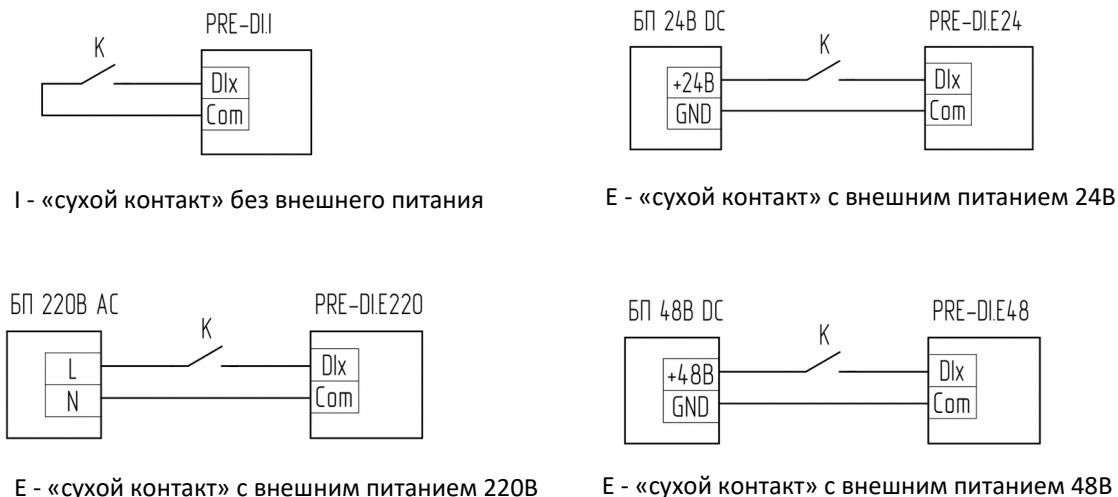 PRE-DI.I
K
DIx
Com
I - «сухой контакт» без внешнего питания
БП 24В DC
PRE-DI.E24
K
+24В
DIx
GND
Com
E - «сухой контакт» с внешним питанием 24В
БП 220В AC
PRE-DI.E220
K
L
DIx
N
Com
E - «сухой контакт» с внешним питанием 220В
БП 48В DC
PRE-DI.E48
K
+48В
DIx
GND
Com
E - «сухой контакт» с внешним питанием 48В